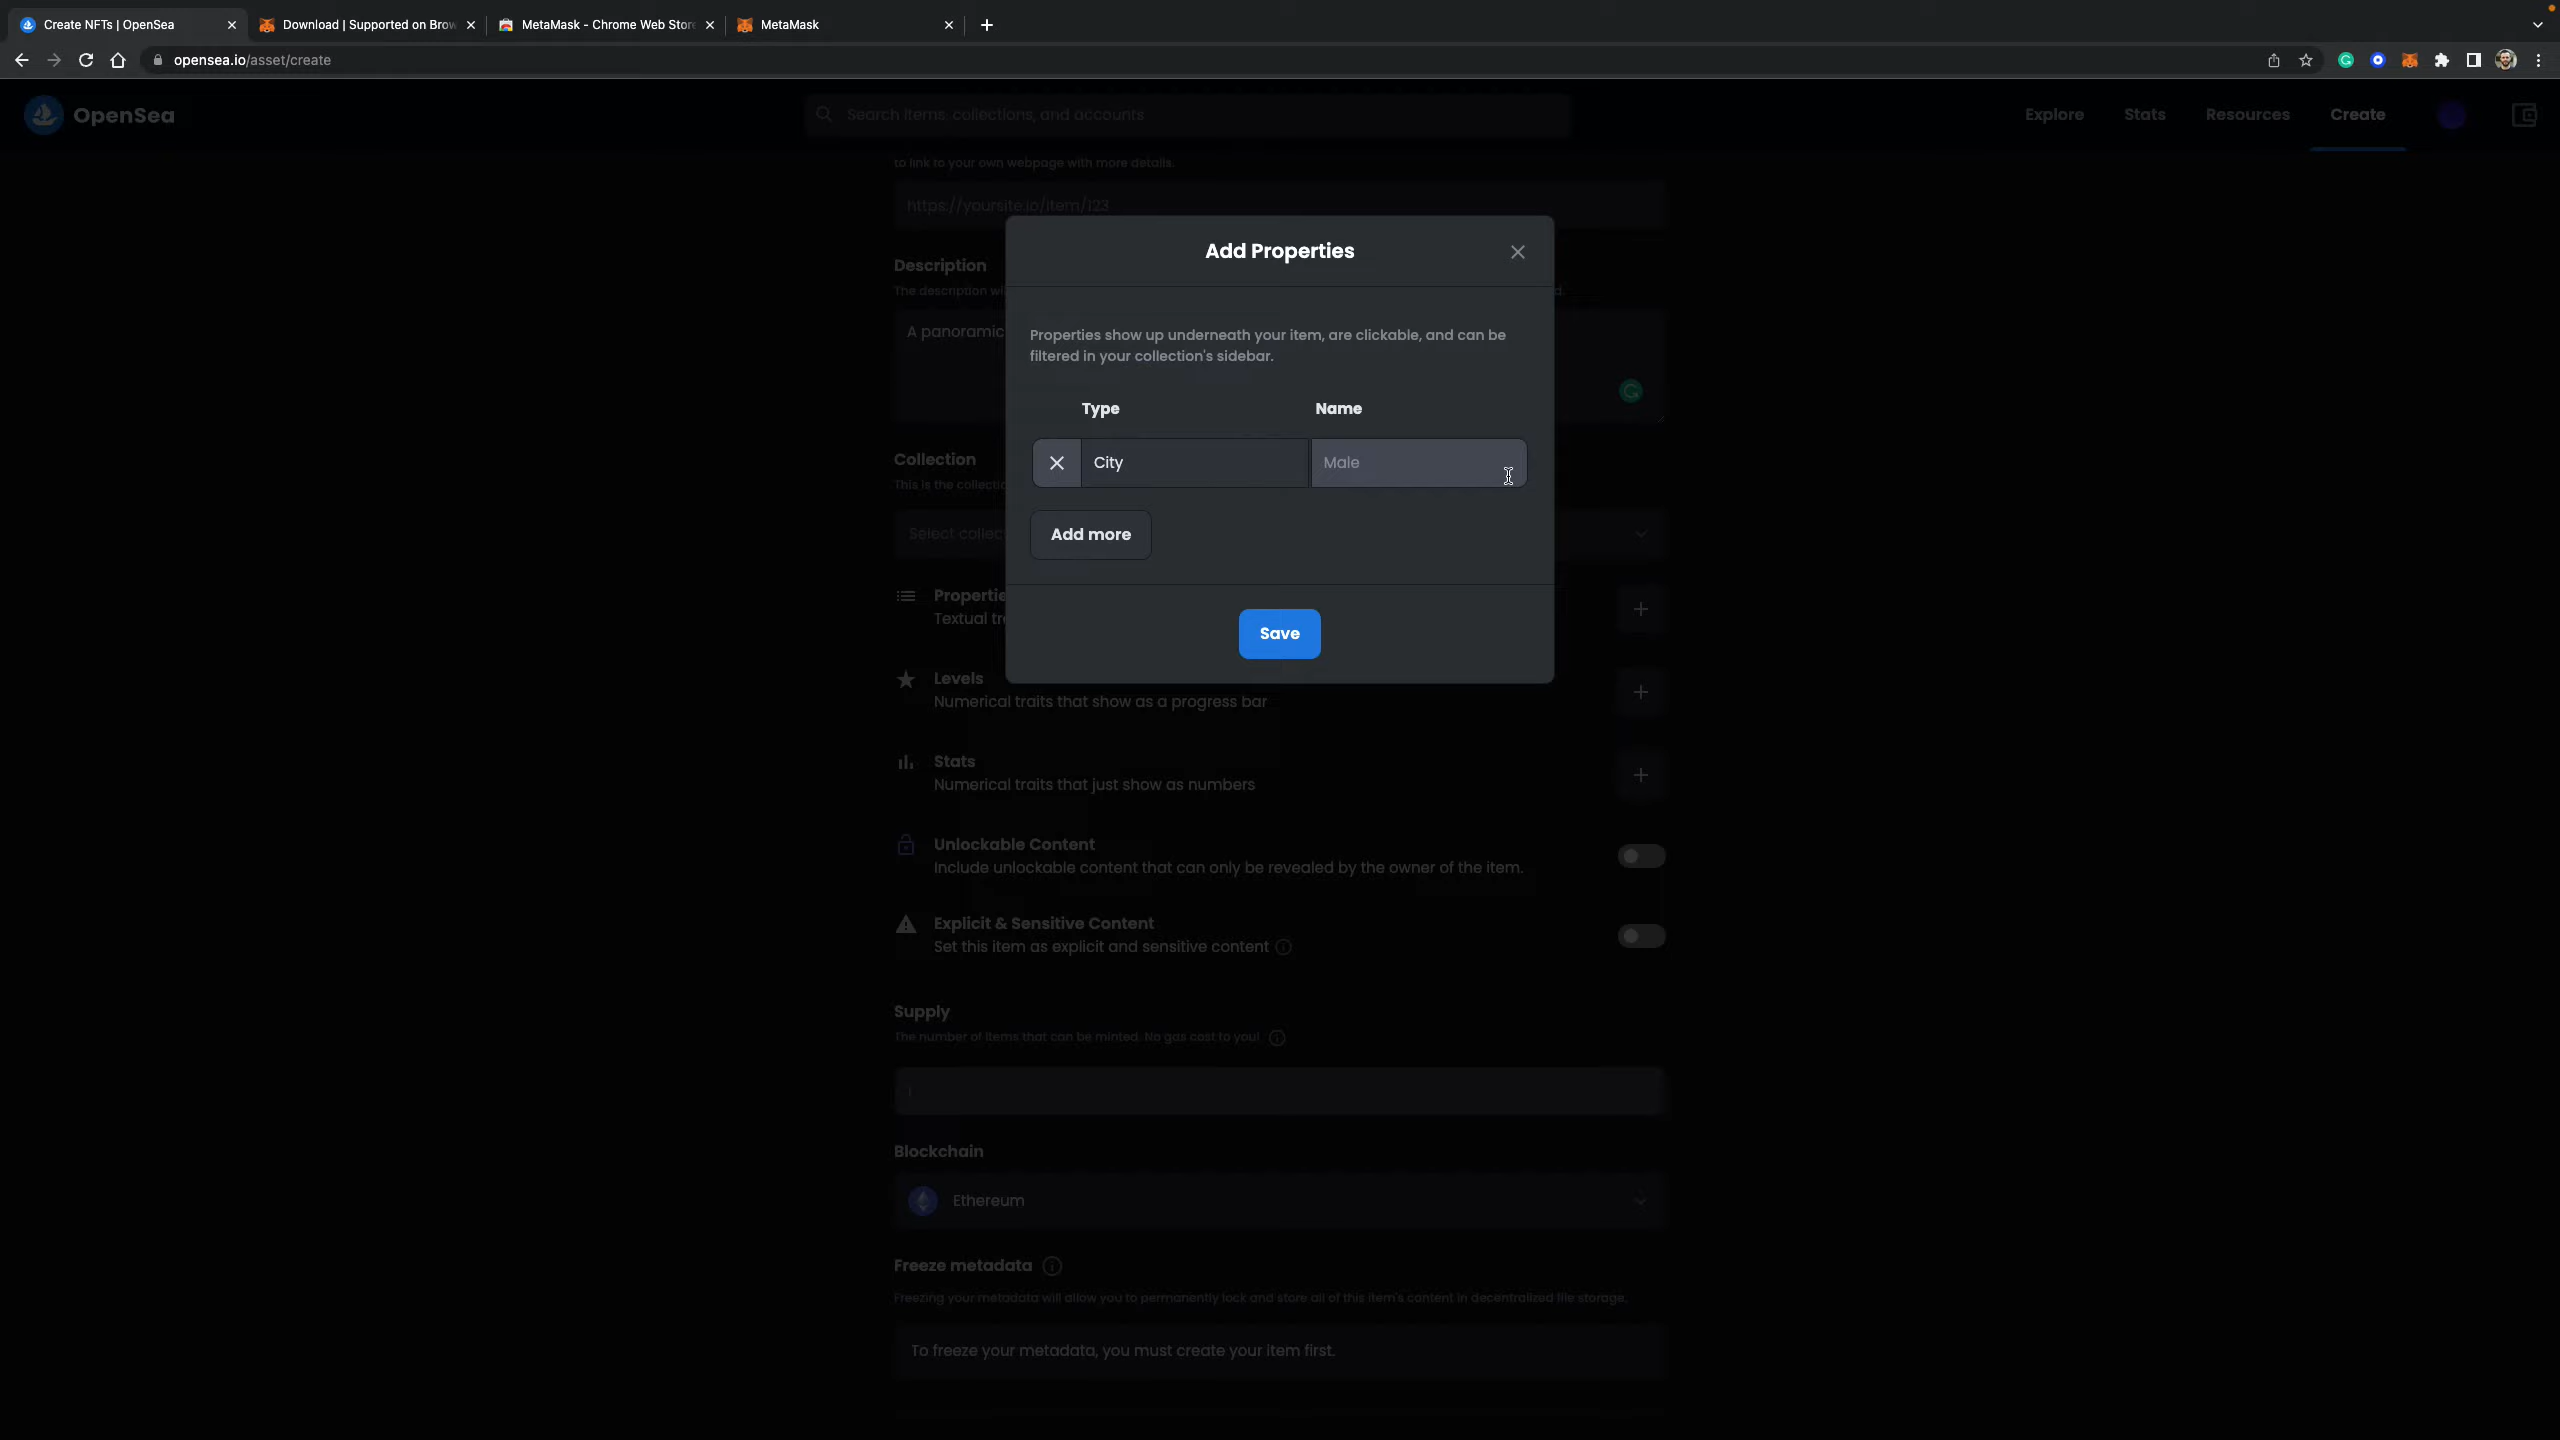 Create NFTs | OpenSea
Download | Supported on Brow
MetaMask - Chrome Web Store
MetaMask
opensea.io/asset/create
OpenSea
Search items, collections, and accounts
Explore
Stats
Resources
Create
to link to your own webpage with more details.
https://yoursite.io/item/123
Add Properties
Description
The description wi
d.
A panoramic
Properties show up underneath your item, are clickable, and can be
filtered in your collection's sidebar.
Type
Name
Collection
City
Male
This is the collectio
Select collec
Add more
Propertie
Textual tr
Save
Levels
Numerical traits that show as a progress bar
Stats
Numerical traits that just show as numbers
Unlockable Content
Include unlockable content that can only be revealed by the owner of the item.
Explicit & Sensitive Content
Set this item as explicit and sensitive content
Supply
The number of items that can be minted. No gas cost to you!
1
Blockchain
Ethereum
Freeze metadata
Freezing your metadata will allow you to permanently lock and store all of this item's content in decentralized file storage.
To freeze your metadata, you must create your item first.